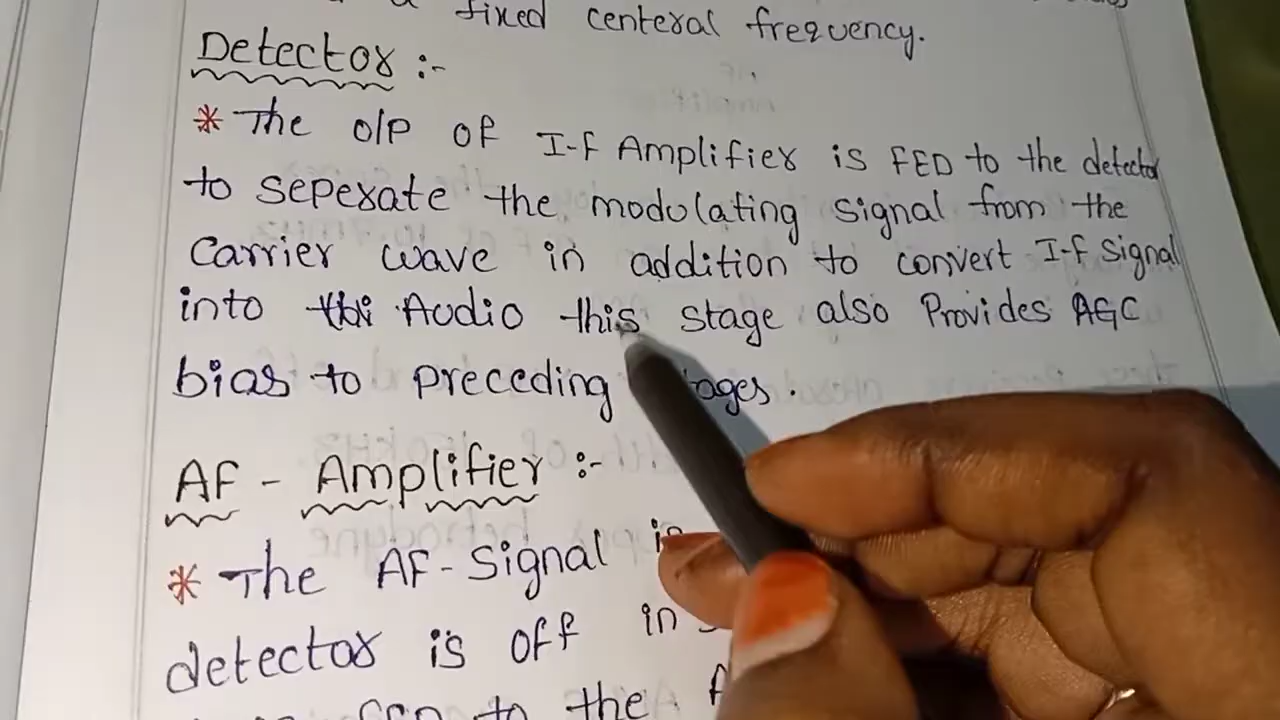 a fixed centeral frequency.
Detector :-
* The o/p of I-f Amplifier is FED to the detector
to seperate the modulating signal from the
carrier wave in addition to convert I-f signal
into Audio this stage also Provides AGC
bias to preceding
AF - Amplifier :-
* The AF-signal
detector is off in
to the